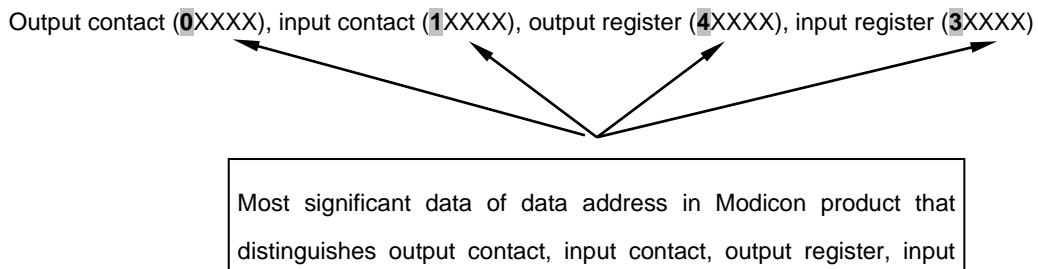 Output contact (0XXXX), input contact (1XXXX), output register (4XXXX), input register (3XXXX)
Most significant data of data address in Modicon product that
distinguishes output contact, input contact, output register, input